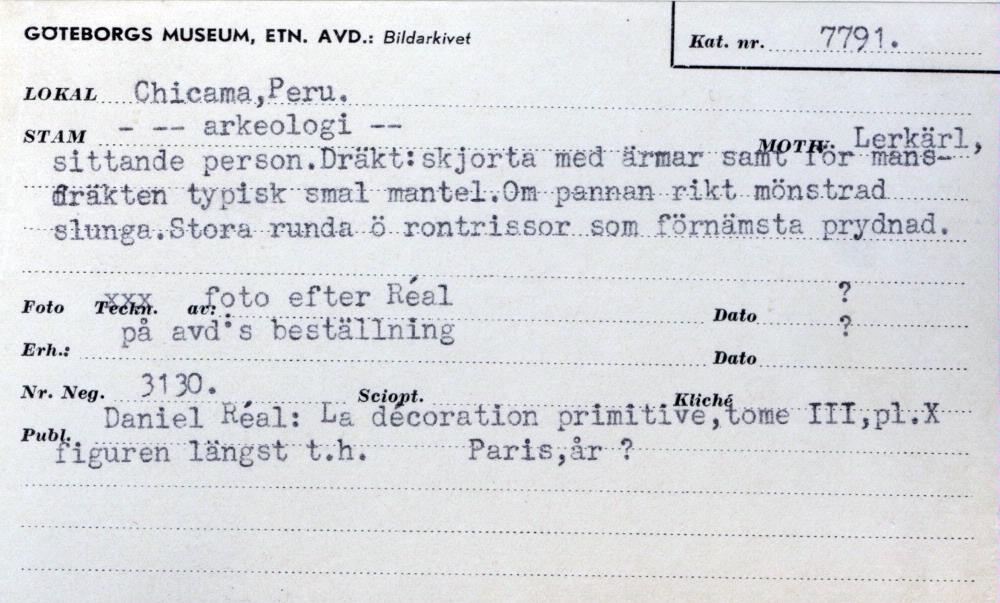 GÖTEBORGS MUSEUM, ETN. AVD.: Bildarkivet
Kat. nr. 7791.
LOKAL Chicama,Peru.
STAM - -- arkeologi --
MOTIV: Lerkärl,
sittande person.Dräkt:skjorta med ärmar samt för mans-
dräkten typisk smal mantel.Om pannan rikt mönstrad
slunga.Stora runda ö rontrissor som förnämsta prydnad.
Foto Teckn. av: foto efter Réal Dato ?
på avd's beställning ?
Erh.: Dato
Nr. Neg. 3130. Sciopt. Kliché
Publ. Daniel Réal: La décoration primitive,tome III,pl.X
figuren längst t.h. Paris,år ?